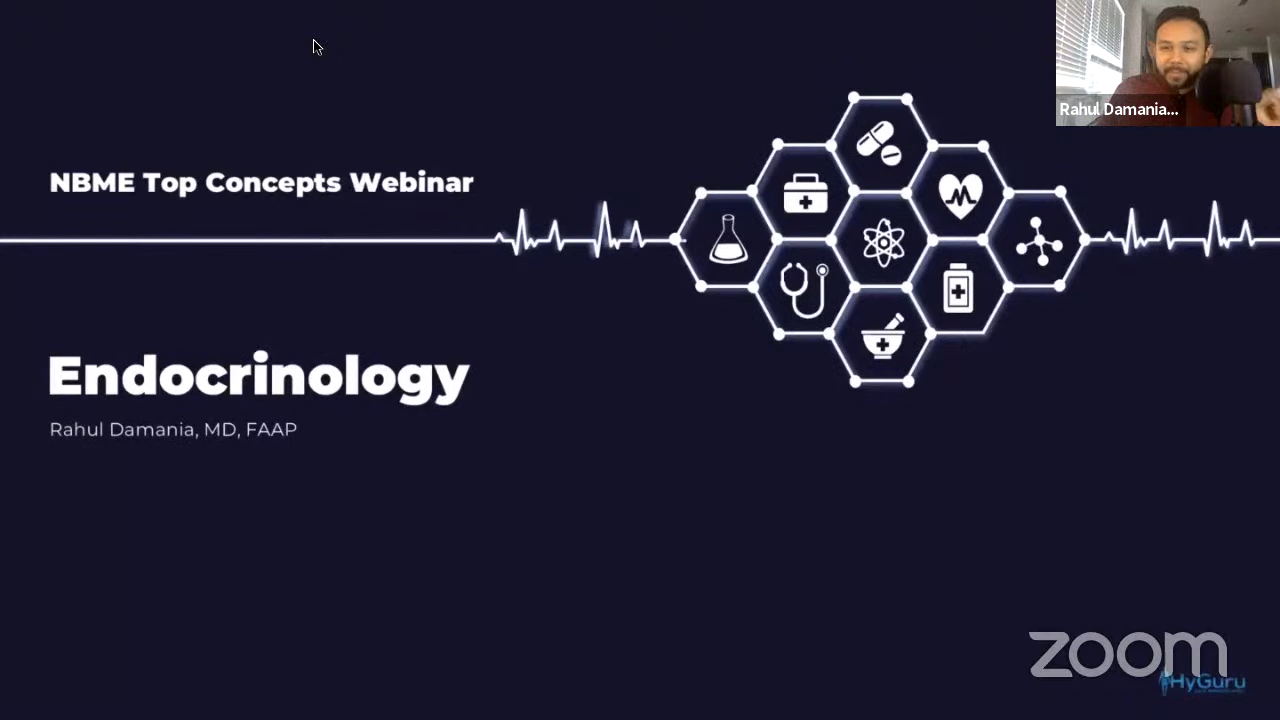 Rahul Damania...
NBME Top Concepts Webinar
Endocrinology
Rahul Damania, MD, FAAP
zoom
HyGuru